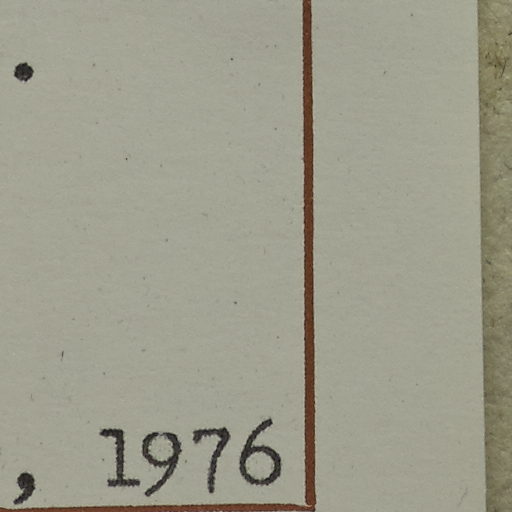 .
, 1976